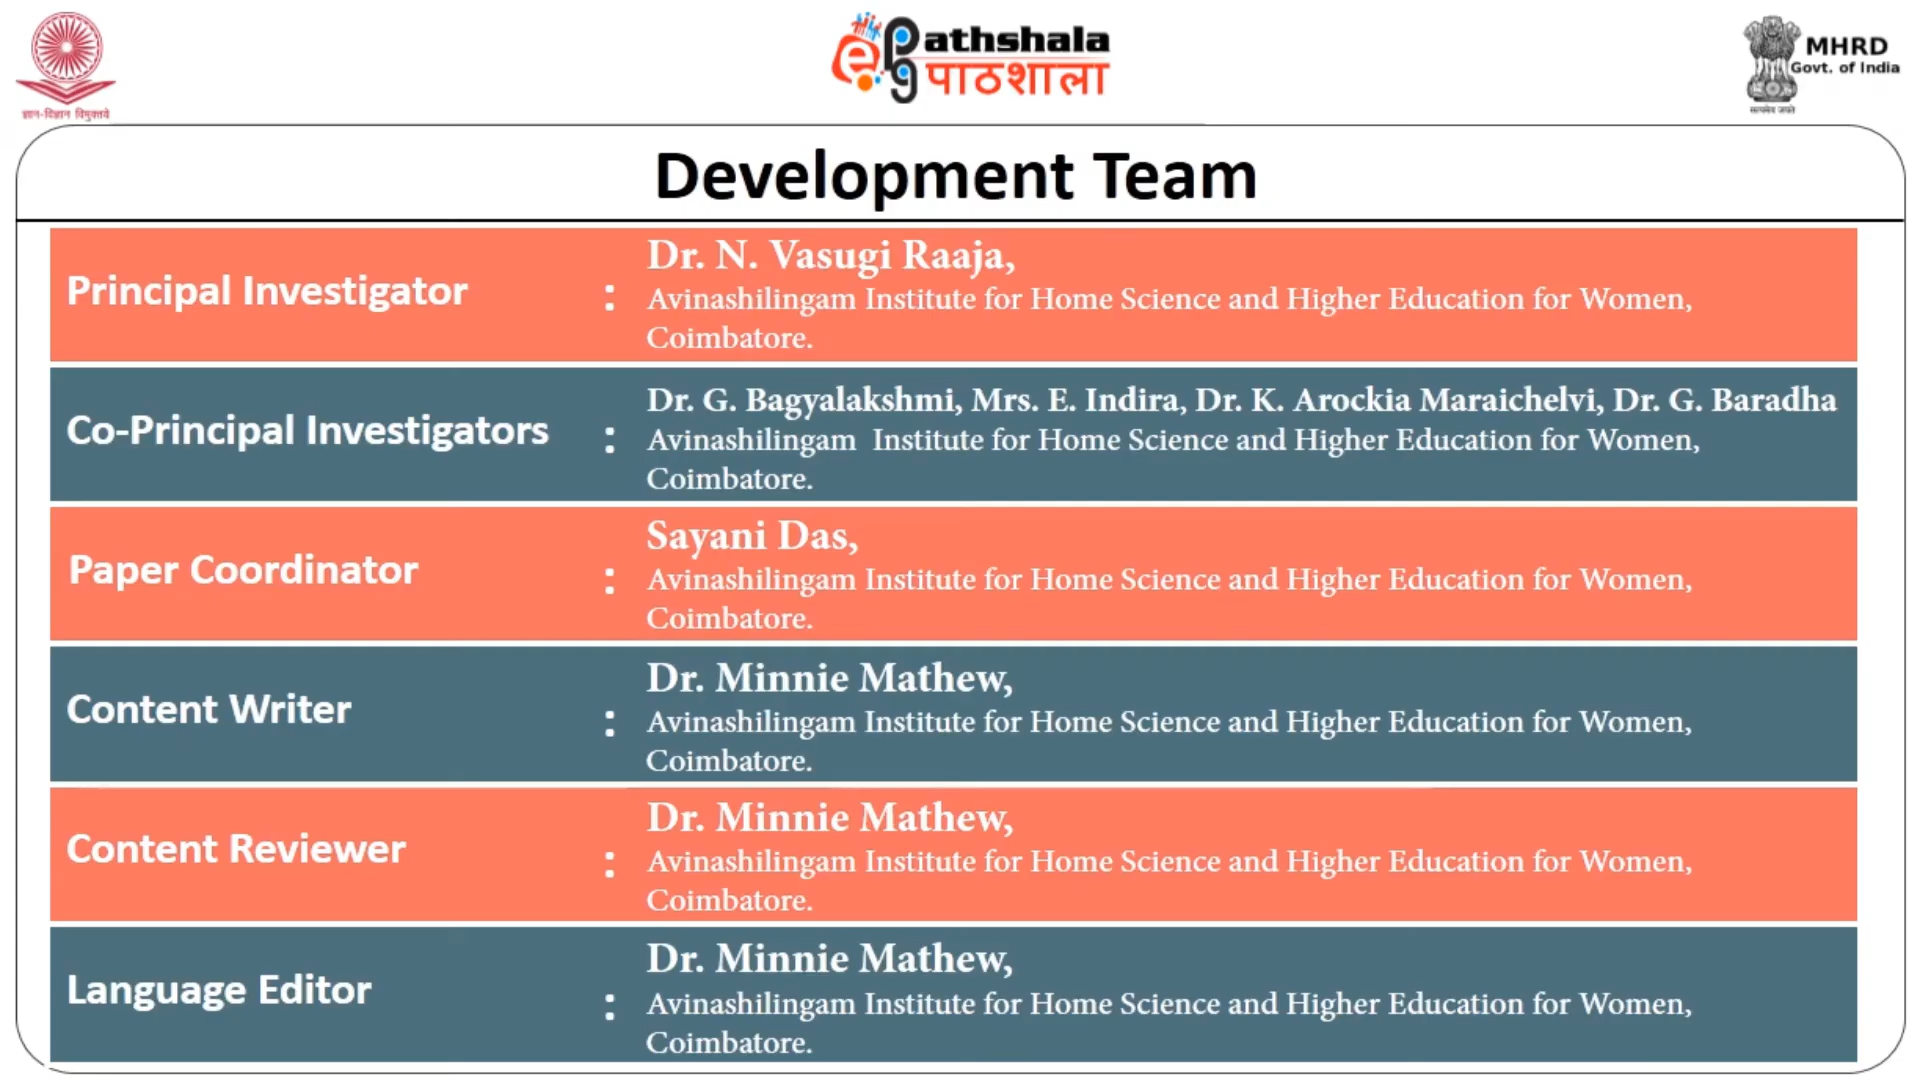 ज्ञान-विज्ञान विमुक्तये
e PG Pathshala
पाठशाला
MHRD
Govt. of India
सत्यमेव जयते
Development Team
Principal Investigator : Dr. N. Vasugi Raaja,
Avinashilingam Institute for Home Science and Higher Education for Women,
Coimbatore.
Co-Principal Investigators : Dr. G. Bagyalakshmi, Mrs. E. Indira, Dr. K. Arockia Maraichelvi, Dr. G. Baradha
Avinashilingam Institute for Home Science and Higher Education for Women,
Coimbatore.
Paper Coordinator : Sayani Das,
Avinashilingam Institute for Home Science and Higher Education for Women,
Coimbatore.
Content Writer : Dr. Minnie Mathew,
Avinashilingam Institute for Home Science and Higher Education for Women,
Coimbatore.
Content Reviewer : Dr. Minnie Mathew,
Avinashilingam Institute for Home Science and Higher Education for Women,
Coimbatore.
Language Editor : Dr. Minnie Mathew,
Avinashilingam Institute for Home Science and Higher Education for Women,
Coimbatore.